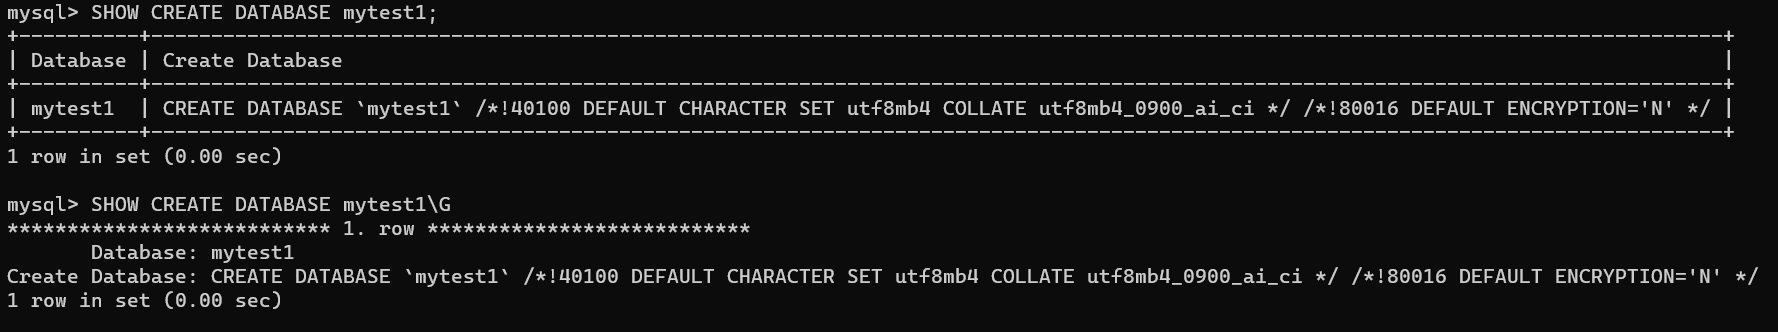 mysql> SHOW CREATE DATABASE mytest1;
+----------+-----------------------------------------------------------------------------------------------------------------------------------+
| Database | Create Database                                                                                                                   |
+----------+-----------------------------------------------------------------------------------------------------------------------------------+
| mytest1  | CREATE DATABASE `mytest1` /*!40100 DEFAULT CHARACTER SET utf8mb4 COLLATE utf8mb4_0900_ai_ci */ /*!80016 DEFAULT ENCRYPTION='N' */ |
+----------+-----------------------------------------------------------------------------------------------------------------------------------+
1 row in set (0.00 sec)

mysql> SHOW CREATE DATABASE mytest1\G
*************************** 1. row ***************************
       Database: mytest1
Create Database: CREATE DATABASE `mytest1` /*!40100 DEFAULT CHARACTER SET utf8mb4 COLLATE utf8mb4_0900_ai_ci */ /*!80016 DEFAULT ENCRYPTION='N' */
1 row in set (0.00 sec)